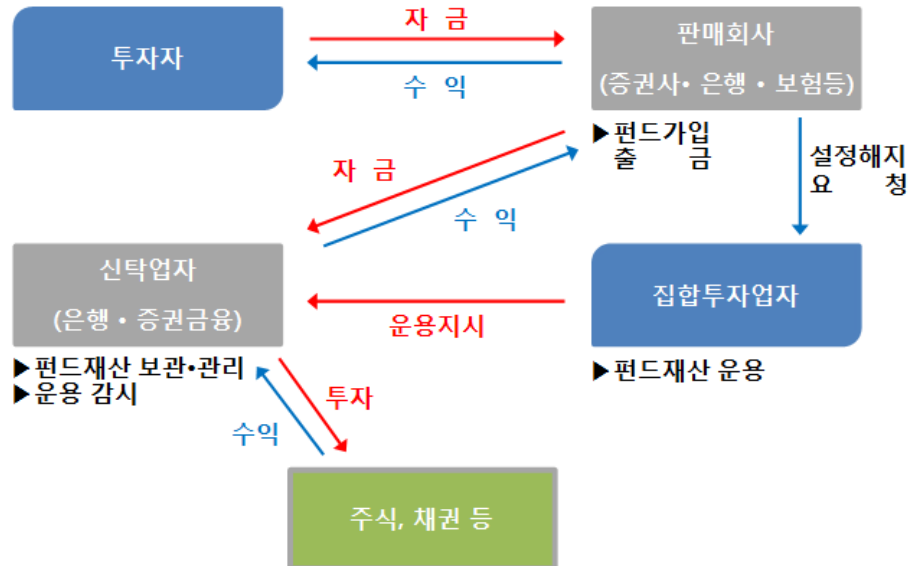 투자자
자 금
수 익
판매회사
(증권사• 은행 • 보험등)
▶펀드가입
출 금
설정해지
요 청
자 금
수 익
신탁업자
(은행 • 증권금융)
▶펀드재산 보관•관리
▶운용 감시
운용지시
집합투자업자
▶펀드재산 운용
투자
수익
주식, 채권 등